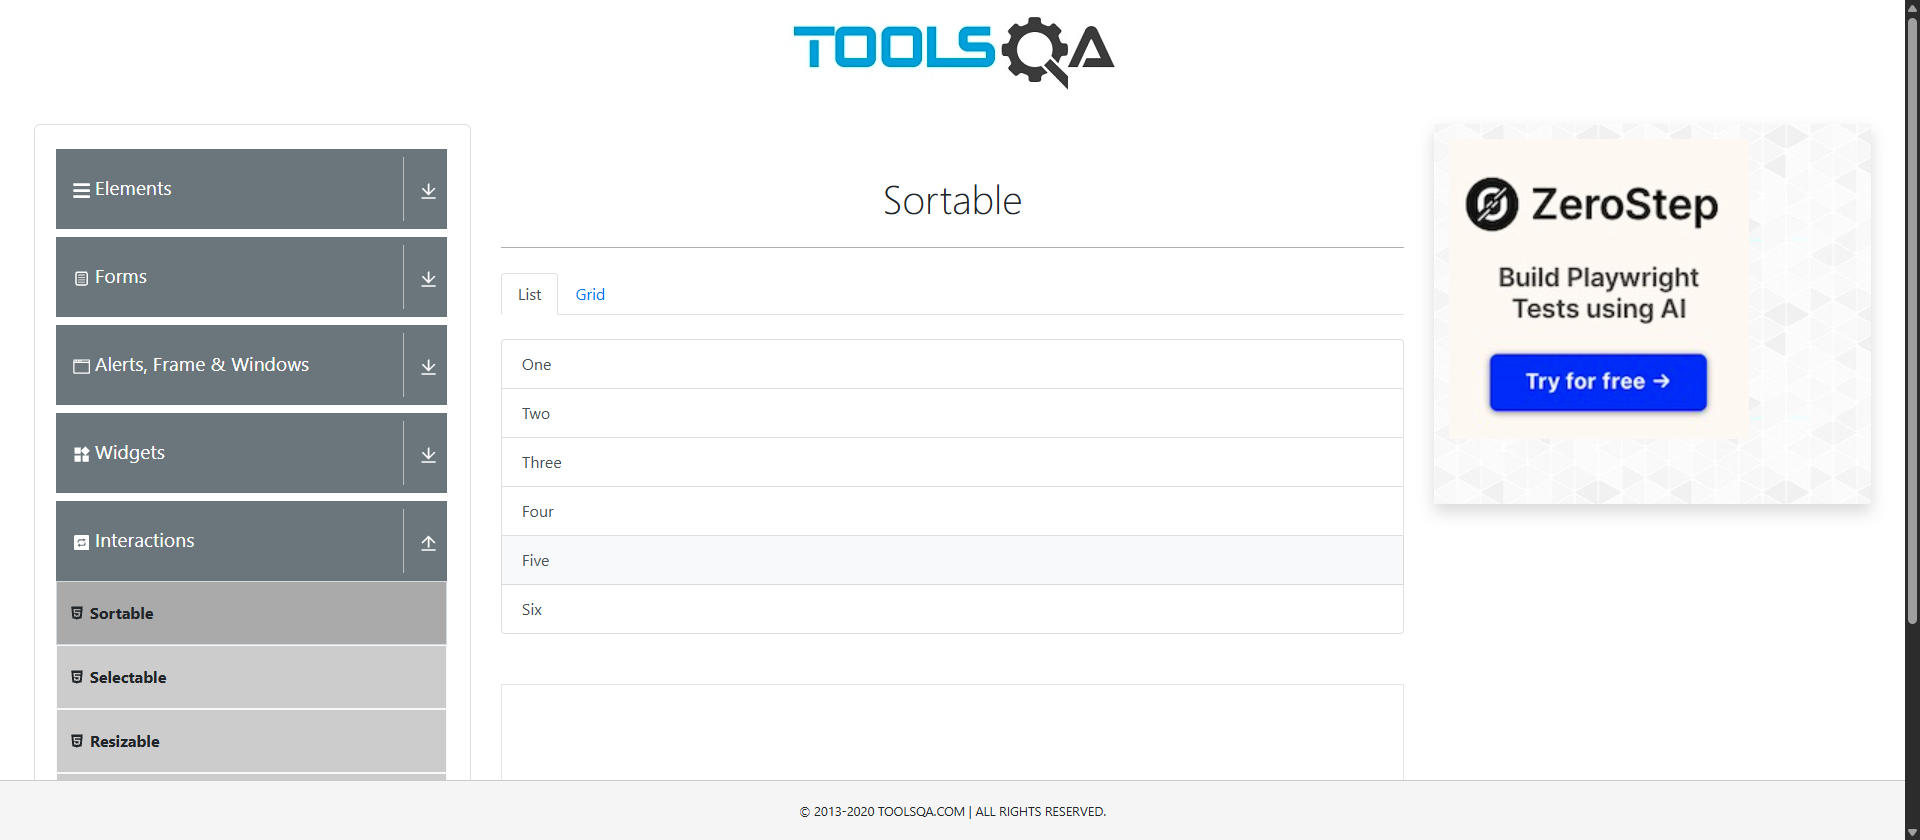 TOOLSQA
Elements
Forms
Alerts, Frame & Windows
Widgets
Interactions
Sortable
Selectable
Resizable
Sortable
List
Grid
One
Two
Three
Four
Five
Six
ZeroStep
Build Playwright
Tests using AI
Try for free →
© 2013-2020 TOOLSQA.COM | ALL RIGHTS RESERVED.